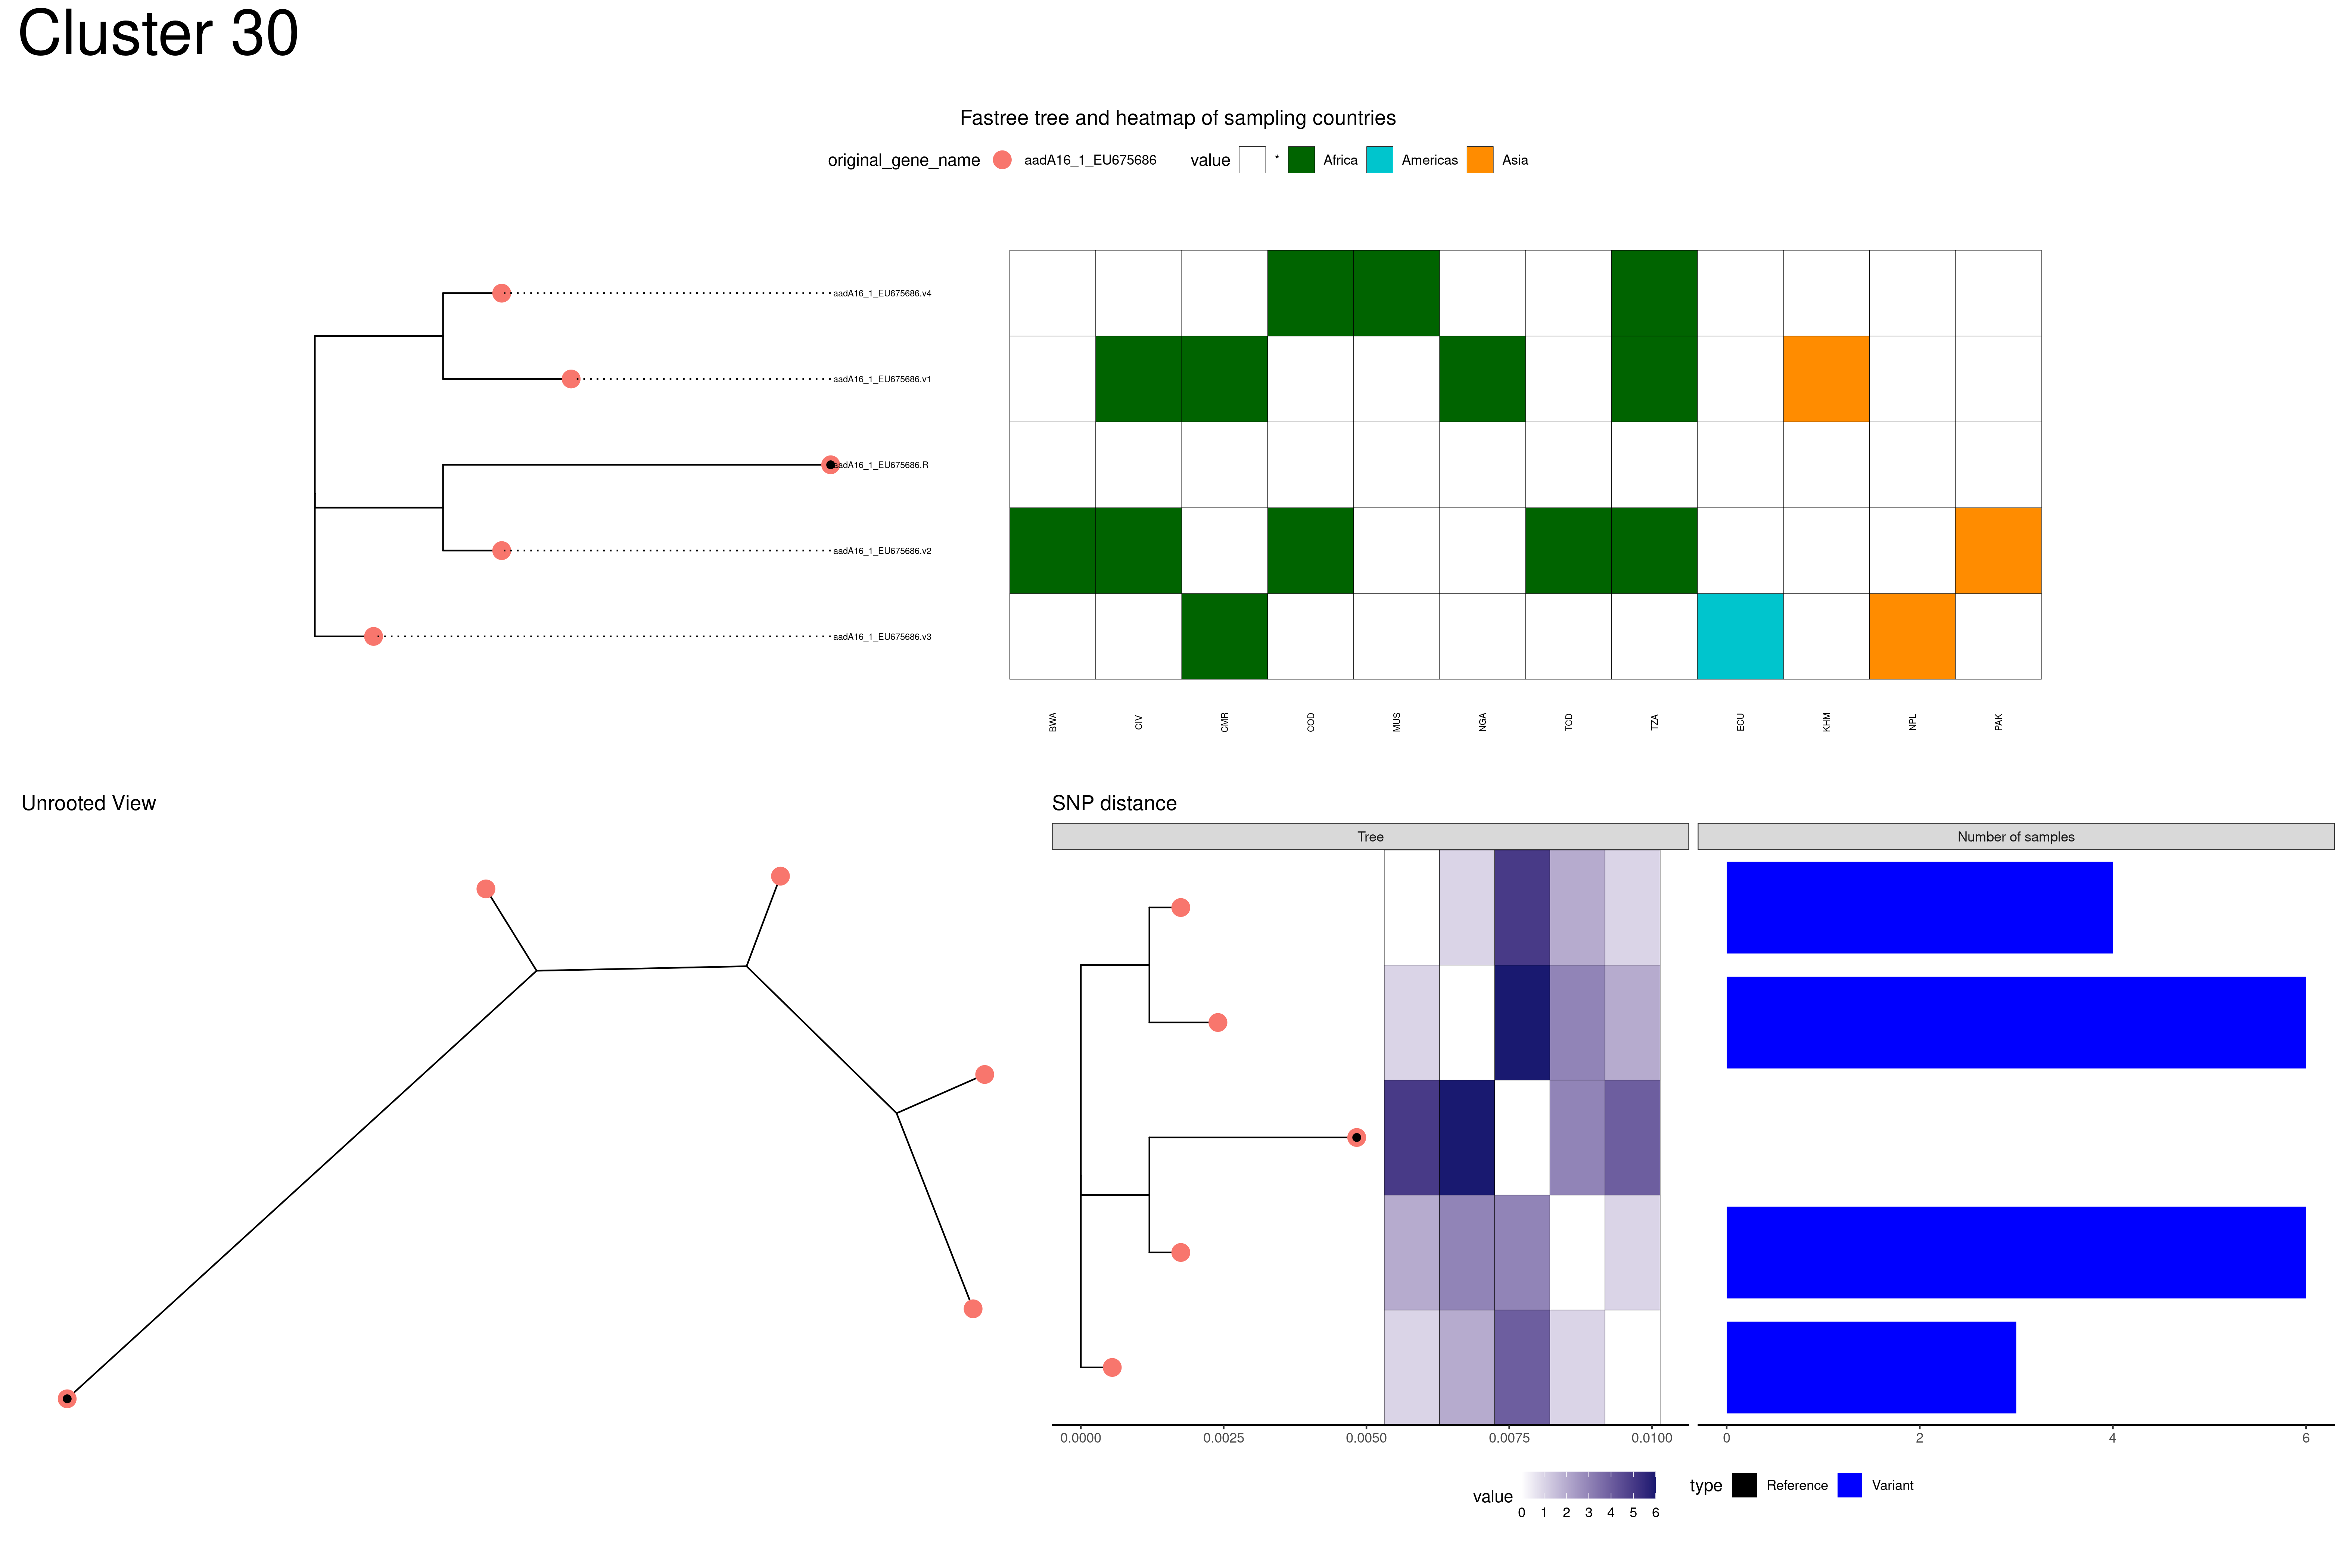 Cluster 30
Fastree tree and heatmap of sampling countries
original_gene_name aadA16_1_EU675686 value * Africa Americas Asia
aadA16_1_EU675686.v4
aadA16_1_EU675686.v1
aadA16_1_EU675686.R
aadA16_1_EU675686.v2
aadA16_1_EU675686.v3
BWA CIV CMR COD MUS NGA TCD TZA ECU KHM NPL PAK
Unrooted View
SNP distance
Tree Number of samples
0.0000 0.0025 0.0050 0.0075 0.0100 0 2 4 6
value 0 1 2 3 4 5 6 type Reference Variant